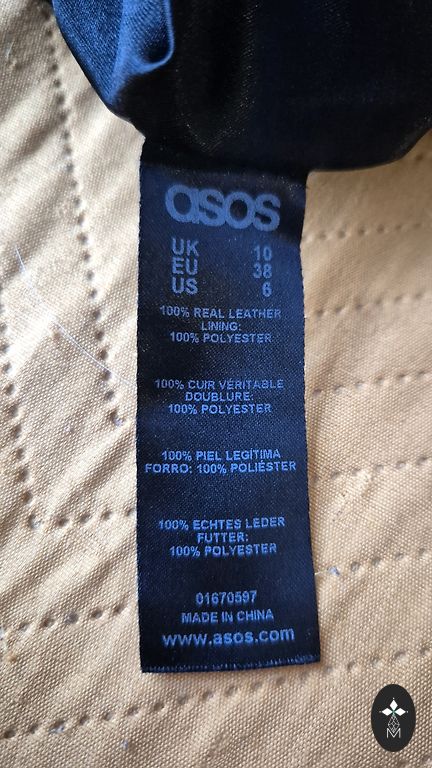 asos
UK 10
EU 38
US 6
100% REAL LEATHER
LINING:
100% POLYESTER
100% CUIR VÉRITABLE
DOUBLURE:
100% POLYESTER
100% PIEL LEGÍTIMA
FORRO: 100% POLIÉSTER
100% ECHTES LEDER
FUTTER:
100% POLYESTER
01670597
MADE IN CHINA
www.asos.com
M